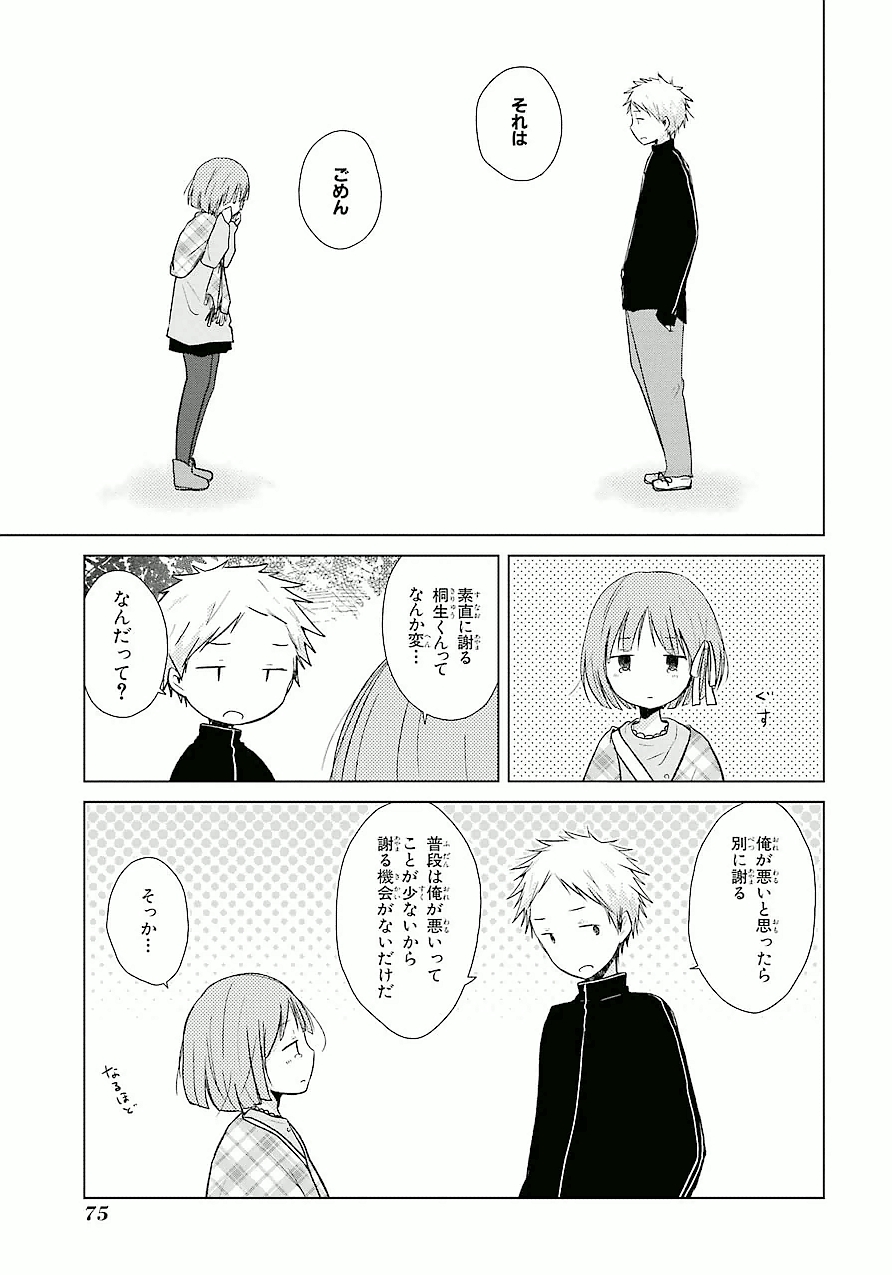 それは
ごめん
ぐす
素直に謝る
桐生くんって
なんか変…
なんだって？
俺が悪いと思ったら
別に謝る
普段は俺が悪いって
ことが少ないから
謝る機会がないだけだ
そっか…
なるほど
75